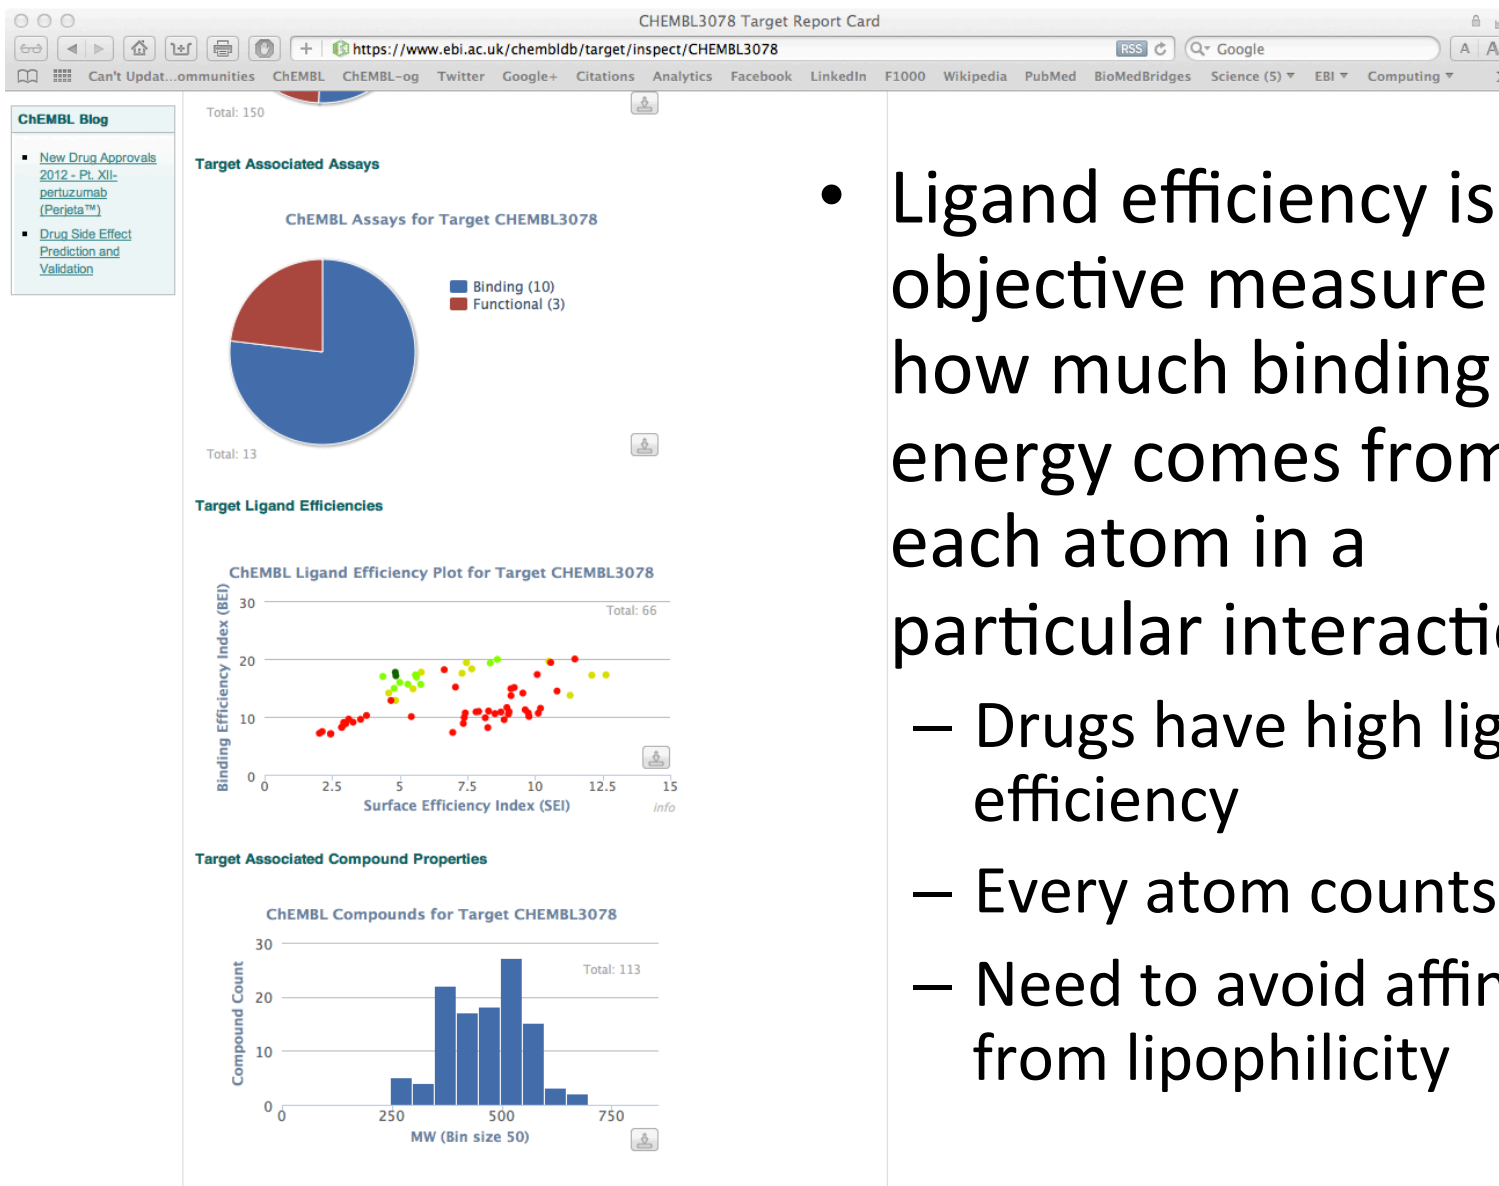 CHEMBL3078 Target Report Card
https://www.ebi.ac.uk/chembldb/target/inspect/CHEMBL3078
RSS
Google
A A
Can't Updat...ommunities ChEMBL ChEMBL-og Twitter Google+ Citations Analytics Facebook LinkedIn F1000 Wikipedia PubMed BioMedBridges Science (5) EBI Computing
ChEMBL Blog
New Drug Approvals
2012 - Pt. XII-
pertuzumab
(Perjeta™)
Drug Side Effect
Prediction and
Validation
Total: 150
Target Associated Assays
ChEMBL Assays for Target CHEMBL3078
Binding (10)
Functional (3)
Total: 13
Target Ligand Efficiencies
ChEMBL Ligand Efficiency Plot for Target CHEMBL3078
Total: 66
Binding Efficiency Index (BEI)
30
20
10
0
0 2.5 5 7.5 10 12.5 15
Surface Efficiency Index (SEI)
info
Target Associated Compound Properties
ChEMBL Compounds for Target CHEMBL3078
Total: 113
Compound Count
30
20
10
0
0 250 500 750
MW (Bin size 50)
• Ligand efficiency is
objective measure
how much binding
energy comes from
each atom in a
particular interacti
– Drugs have high lig
efficiency
– Every atom counts
– Need to avoid affin
from lipophilicity